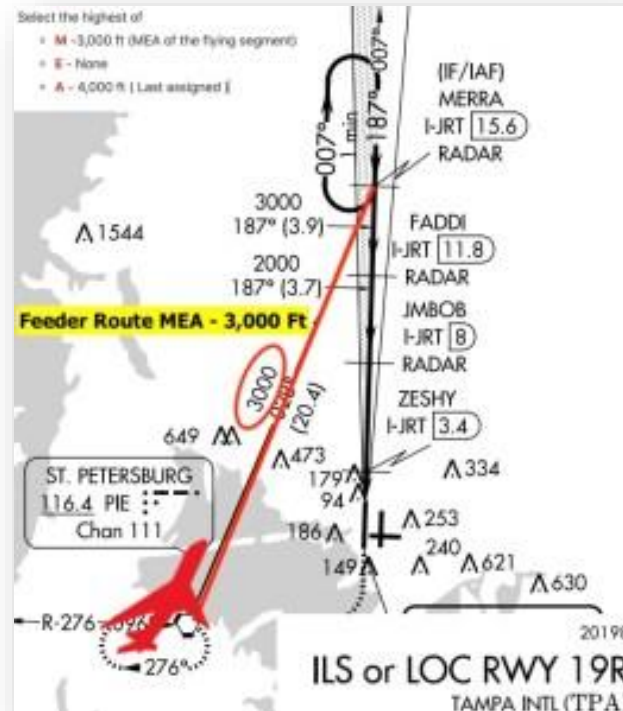 Select the highest of
M - 3,000 ft (MEA of the flying segment)
E - None
A - 4,000 ft ( Last assigned )
007°
187°
007°
min
(IF/IAF)
MERRA
I-JRT 15.6
RADAR
3000
187° (3.9)
1544
FADDI
I-JRT 11.8
RADAR
2000
187° (3.7)
Feeder Route MEA - 3,000 Ft
JMBOB
I-JRT 8
RADAR
3000
(20.4)
ZESHY
I-JRT 3.4
649
473
179
334
94
ST. PETERSBURG
116.4 PIE
Chan 111
186
253
240
149
621
630
R-276
276°
ILS or LOC RWY 19R
TAMPA INTL (TPA